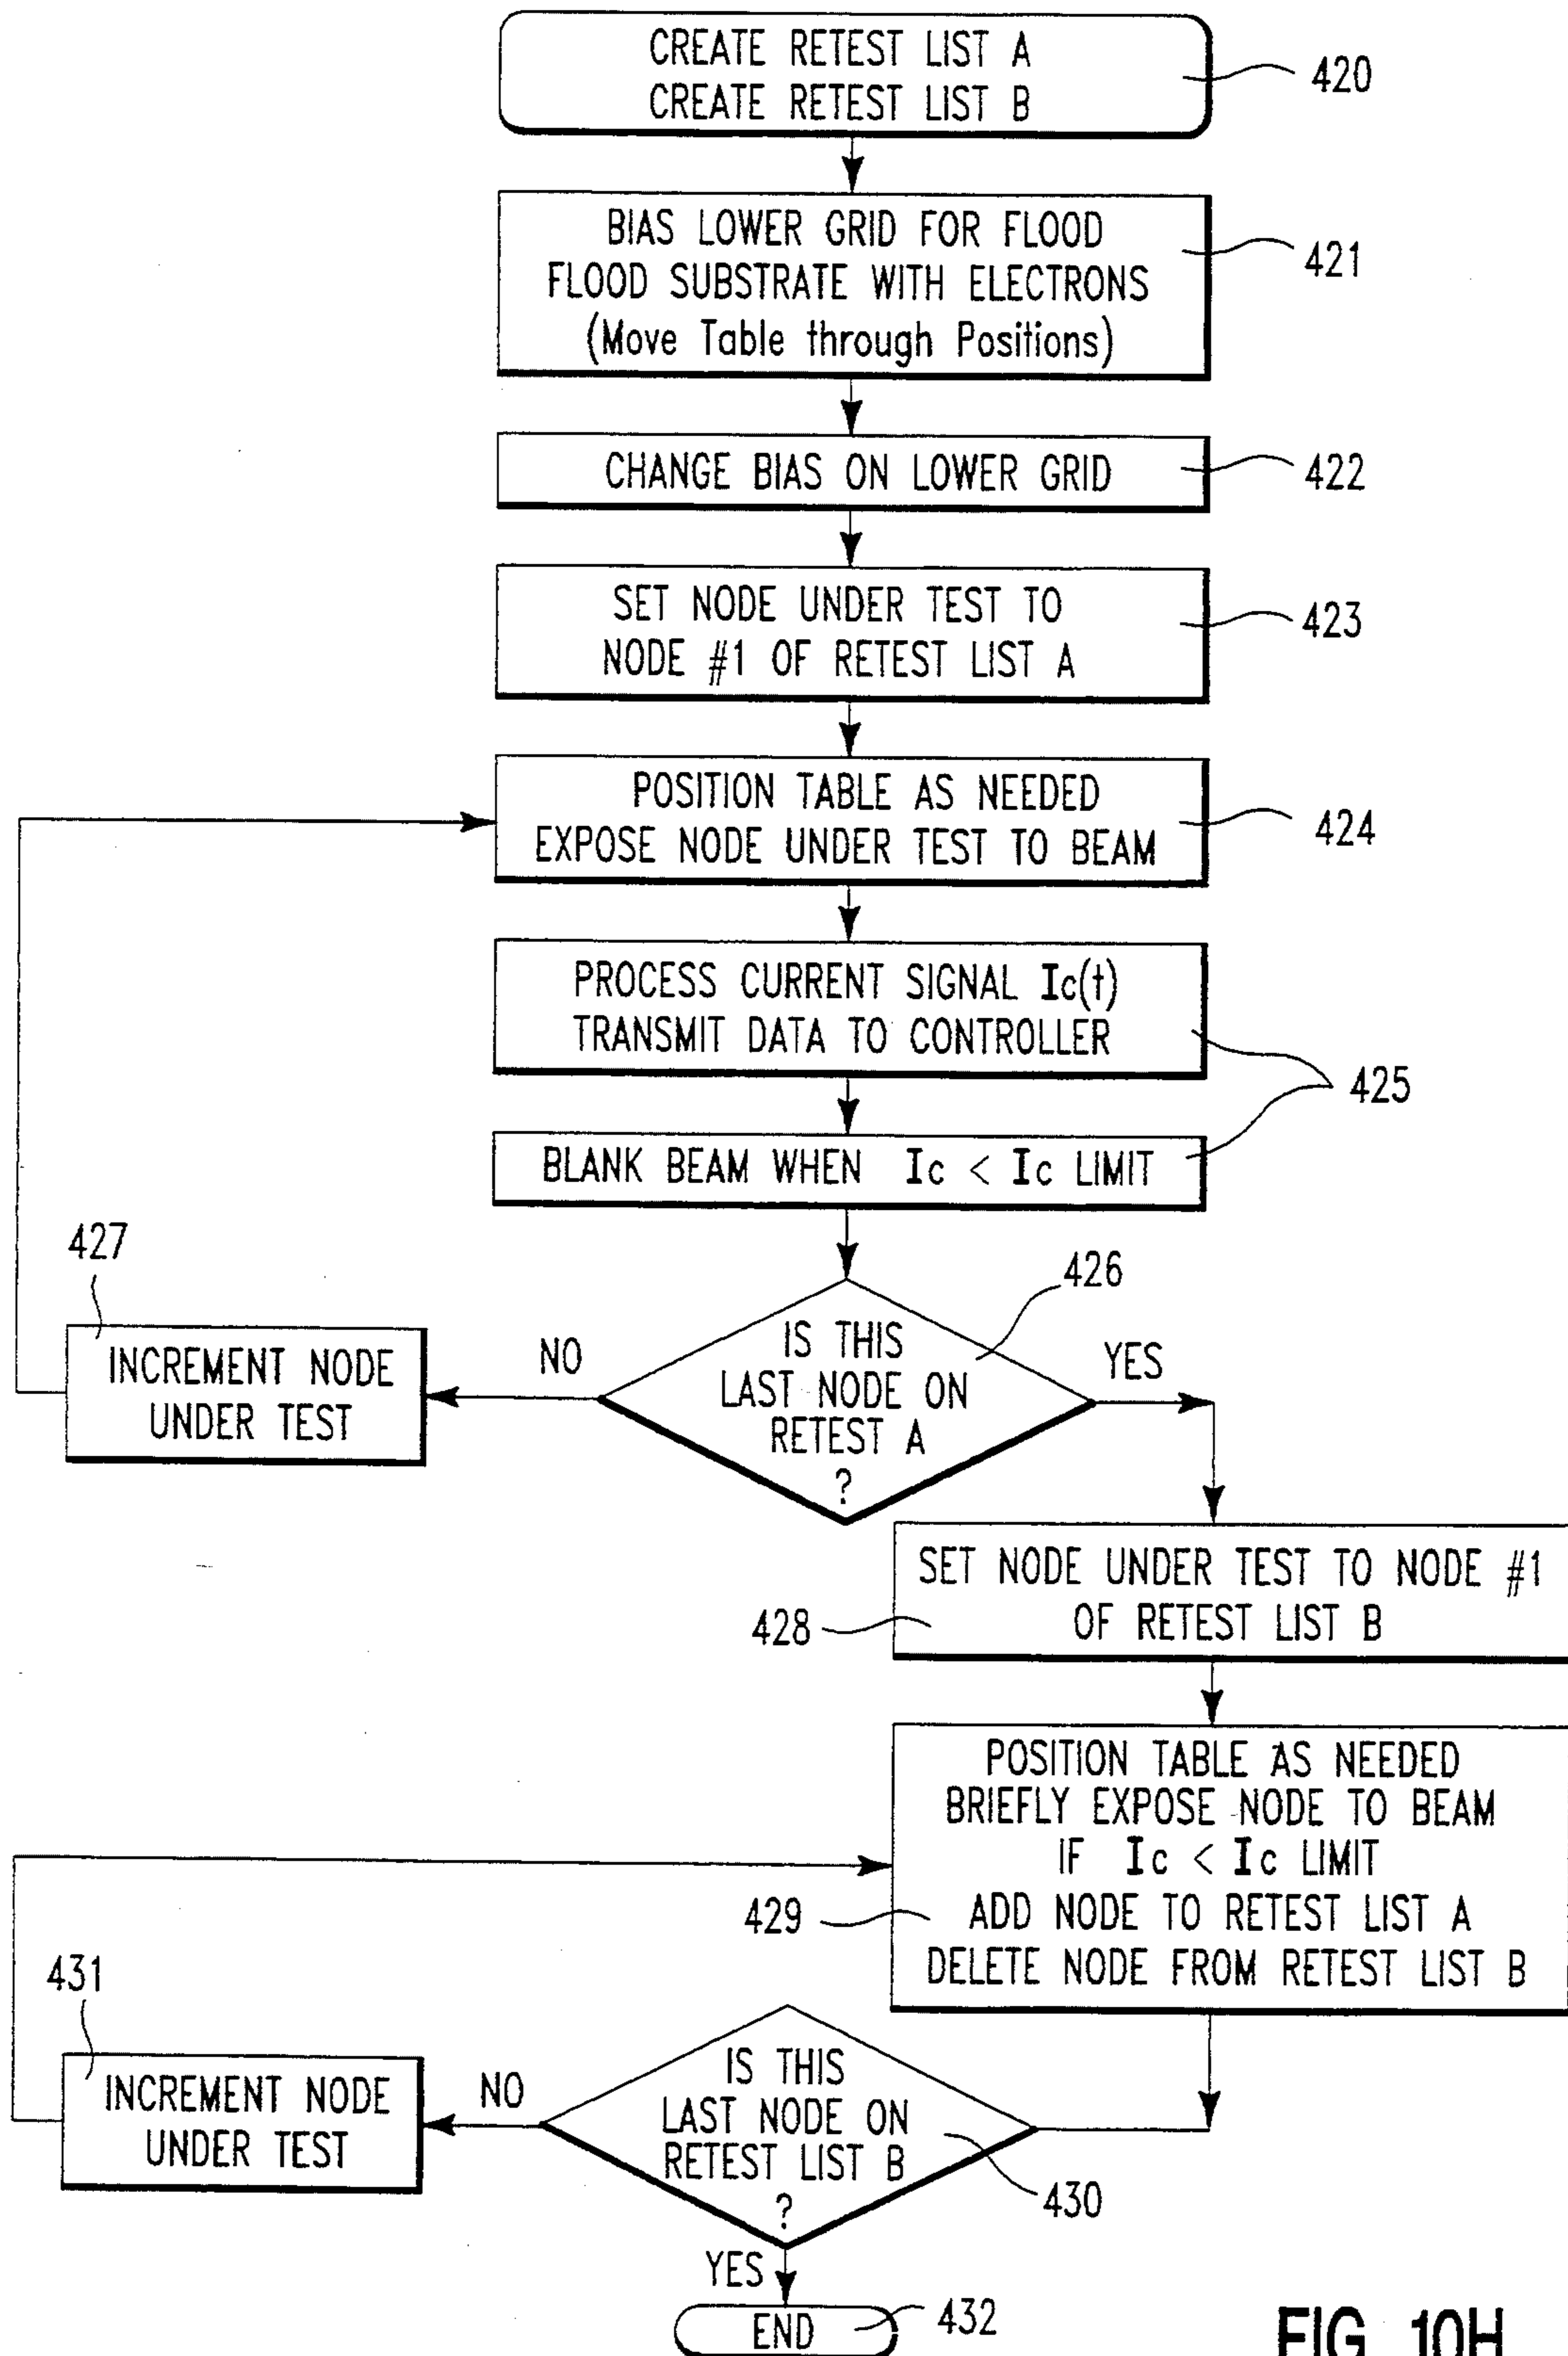 CREATE RETEST LIST A
CREATE RETEST LIST B
420
BIAS LOWER GRID FOR FLOOD
FLOOD SUBSTRATE WITH ELECTRONS
(Move Table through Positions)
421
CHANGE BIAS ON LOWER GRID
422
SET NODE UNDER TEST TO
NODE #1 OF RETEST LIST A
423
POSITION TABLE AS NEEDED
EXPOSE NODE UNDER TEST TO BEAM
424
PROCESS CURRENT SIGNAL Ic(t)
TRANSMIT DATA TO CONTROLLER
425
BLANK BEAM WHEN Ic < Ic LIMIT
427
426
INCREMENT NODE
UNDER TEST
NO
IS THIS
LAST NODE ON
RETEST A
?
YES
SET NODE UNDER TEST TO NODE #1
OF RETEST LIST B
428
POSITION TABLE AS NEEDED
BRIEFLY EXPOSE NODE TO BEAM
IF Ic < Ic LIMIT
ADD NODE TO RETEST LIST A
DELETE NODE FROM RETEST LIST B
429
431
INCREMENT NODE
UNDER TEST
NO
IS THIS
LAST NODE ON
RETEST LIST B
?
430
YES
END
432
FIG. 10H